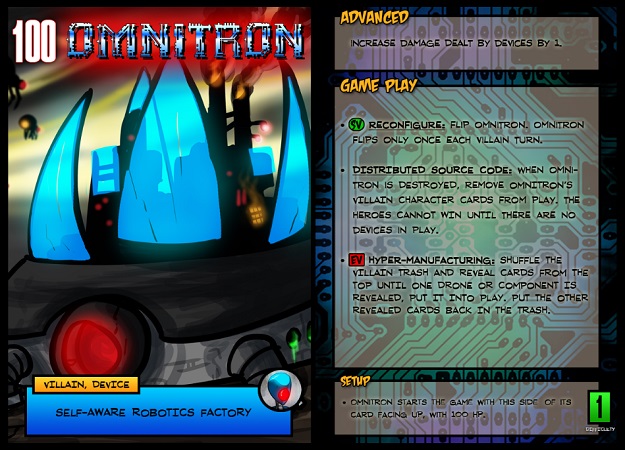 100 OMNITRON
VILLAIN, DEVICE
SELF-AWARE ROBOTICS FACTORY
ADVANCED
INCREASE DAMAGE DEALT BY DEVICES BY 1.
GAME PLAY
• SV RECONFIGURE: FLIP OMNITRON. OMNITRON
FLIPS ONLY ONCE EACH VILLAIN TURN.
• DISTRIBUTED SOURCE CODE: WHEN OMNI-
TRON IS DESTROYED, REMOVE OMNITRON'S
VILLAIN CHARACTER CARDS FROM PLAY. THE
HEROES CANNOT WIN UNTIL THERE ARE NO
DEVICES IN PLAY.
• EV HYPER-MANUFACTURING: SHUFFLE THE
VILLAIN TRASH AND REVEAL CARDS FROM THE
TOP UNTIL ONE DRONE OR COMPONENT IS
REVEALED, PUT IT INTO PLAY. PUT THE OTHER
REVEALED CARDS BACK IN THE TRASH.
SETUP
• OMNITRON STARTS THE GAME WITH THIS SIDE OF ITS
CARD FACING UP, WITH 100 HP.
1
DIFFICULTY